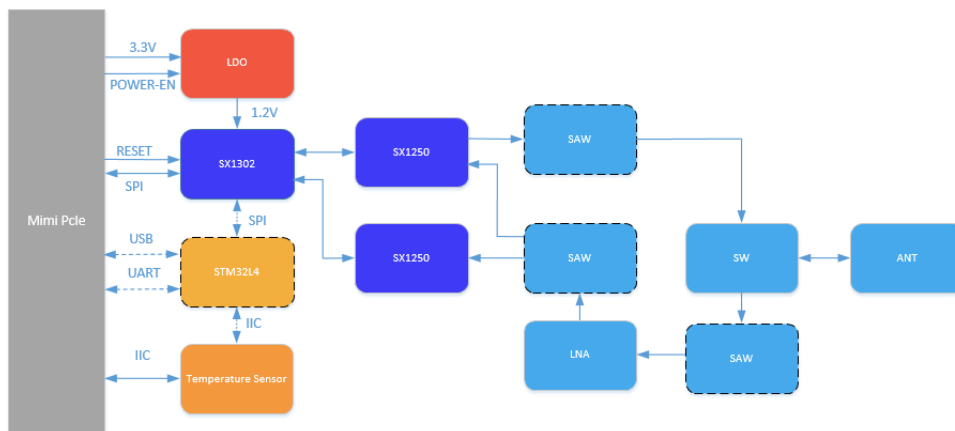 Mimi Pcle
3.3V
POWER-EN
LDO
1.2V
RESET
SPI
SX1302
SX1250
SAW
SPI
USB
UART
STM32L4
SX1250
SAW
SW
ANT
IIC
IIC
Temperature Sensor
LNA
SAW